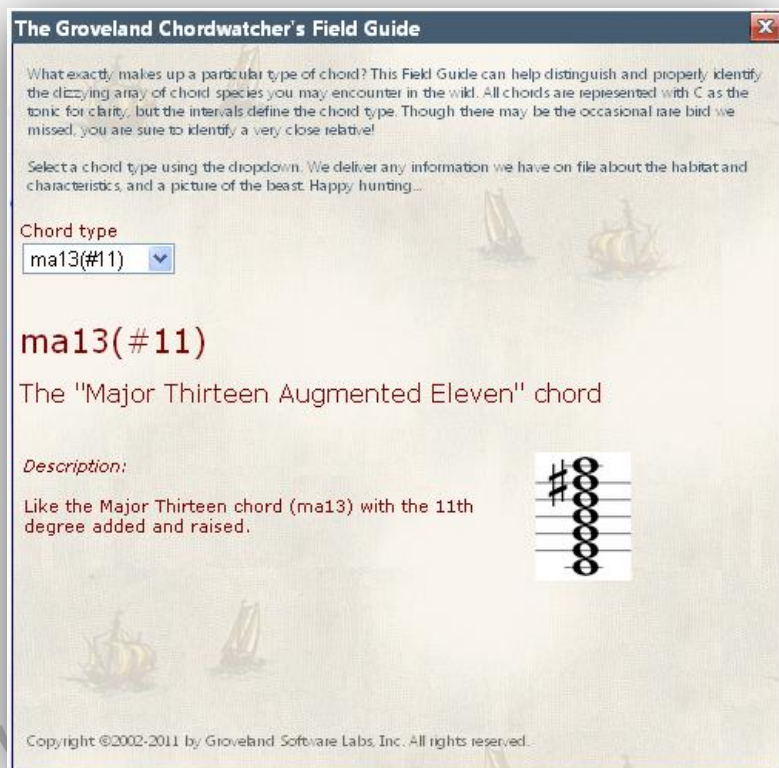 The Groveland Chordwatcher's Field Guide
What exactly makes up a particular type of chord? This Field Guide can help distinguish and properly identify
the dizzying array of chord species you may encounter in the wild. All chords are represented with C as the
tonic for clarity, but the intervals define the chord type. Though there may be the occasional rare bird we
missed, you are sure to identify a very close relative!
Select a chord type using the dropdown. We deliver any information we have on file about the habitat and
characteristics, and a picture of the beast. Happy hunting...
Chord type
ma13(#11)
ma13(#11)
The "Major Thirteen Augmented Eleven" chord
Description:
Like the Major Thirteen chord (ma13) with the 11th
degree added and raised.
Copyright ©2002-2011 by Groveland Software Labs, Inc. All rights reserved.